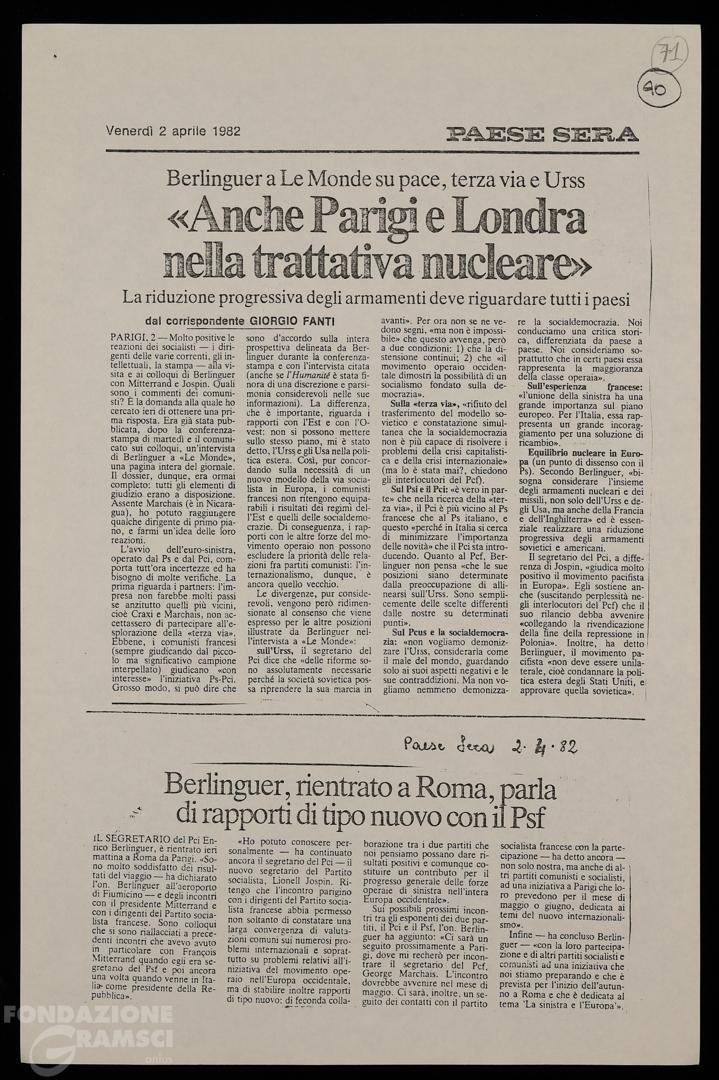 71
90
Venerdì 2 aprile 1982
PAESE SERA
Berlinguer a Le Monde su pace, terza via e Urss
«Anche Parigi e Londra
nella trattativa nucleare»
La riduzione progressiva degli armamenti deve riguardare tutti i paesi
dal corrispondente GIORGIO FANTI
PARIGI, 2 — Molto positive le
reazioni dei socialisti — i diri-
genti delle varie correnti, gli in-
tellettuali, la stampa — alla vi-
sita e ai colloqui di Berlinguer
con Mitterrand e Jospin. Quali
sono i commenti dei comuni-
sti? È la domanda alla quale ho
cercato ieri di ottenere una pri-
ma risposta. Era già stata pub-
blicata, dopo la conferenza-
stampa di martedì e il comuni-
cato sui colloqui, un'intervista
di Berlinguer a «Le Monde»,
una pagina intera del giornale.
Il dossier, dunque, era ormai
completo: tutti gli elementi di
giudizio erano a disposizione.
Assente Marchais (è in Nicara-
gua), ho potuto raggiungere
qualche dirigente di primo pia-
no, e farmi un'idea delle loro
reazioni.
L'avvio dell'euro-sinistra,
operato dal Ps e dal Pci, com-
porta tutt'ora incertezze ed ha
bisogno di molte verifiche. La
prima riguarda i partners: l'im-
presa non farebbe molti passi
se anzitutto quelli più vicini,
cioè Craxi e Marchais, non ac-
cettassero di partecipare all'e-
splorazione della «terza via».
Ebbene, i comunisti francesi
(sempre giudicando dal picco-
lo ma significativo campione
interpellato) giudicano «con
interesse» l'iniziativa Ps-Pci.
Grosso modo, si può dire che
sono d'accordo sulla intera
prospettiva delineata da Ber-
linguer durante la conferenza-
stampa e con l'intervista citata
(anche se l'Humanité è stata fi-
nora di una discrezione e parsi-
monia considerevoli nelle sue
informazioni). La differenza,
che è importante, riguarda i
rapporti con l'Est e con l'O-
vest: non si possono mettere
sullo stesso piano, mi è stato
detto, l'Urss e gli Usa nella poli-
tica estera. Così, pur concor-
dando sulla necessità di un
nuovo modello della via socia-
lista in Europa, i comunisti
francesi non ritengono equipa-
rabili i risultati dei regimi del-
l'Est e quelli delle socialdemo-
crazie. Di conseguenza, i rap-
porti con le altre forze del mo-
vimento operaio non possono
escludere la priorità delle rela-
zioni fra partiti comunisti: l'in-
ternazionalismo, dunque, è
ancora quello vecchio.
Le divergenze, pur conside-
revoli, vengono però ridimen-
sionate al consenso che viene
espresso per le altre posizioni
illustrate da Berlinguer nel-
l'intervista a «Le Monde»:
sull'Urss, il segretario del
Pci dice che «delle riforme so-
no assolutamente necessarie
perché la società sovietica pos-
sa riprendere la sua marcia in
avanti». Per ora non se ne ve-
dono segni, «ma non è impossi-
bile» che questo avvenga, però
a due condizioni: 1) che la di-
stensione continui; 2) che «il
movimento operaio occiden-
tale dimostri la possibilità di un
socialismo fondato sulla de-
mocrazia».
Sulla «terza via», «rifiuto del
trasferimento del modello so-
vietico e constatazione simul-
tanea che la socialdemocrazia
non è più capace di risolvere i
problemi della crisi capitalisti-
ca e della crisi internazionale»
(ma lo è stata mai?, chiedono
gli interlocutori del Pcf).
Sul Psi e il Pci: «è vero in par-
te» che nella ricerca della «ter-
za via», il Pci è più vicino al Ps
francese che al Ps italiano, e
questo «perché in Italia si cerca
di minimizzare l'importanza
delle novità» che il Pci sta intro-
ducendo. Quanto al Pcf, Ber-
linguer non pensa «che le sue
posizioni siano determinate
dalla preoccupazione di alli-
nearsi sull'Urss. Sono sempli-
cemente delle scelte differenti
dalle nostre su determinati
punti».
Sul Pcus e la socialdemocra-
zia: «non vogliamo demoniz-
zare l'Urss, considerarla come
il male del mondo, guardando
solo ai suoi aspetti negativi e le
sue contraddizioni. Ma non vo-
gliamo nemmeno demonizza-
re la socialdemocrazia. Noi
conduciamo una critica stori-
ca, differenziata da paese a
paese. Noi consideriamo so-
prattutto che in certi paesi essa
rappresenta la maggioranza
della classe operaia».
Sull'esperienza francese:
«l'unione della sinistra ha una
grande importanza sul piano
europeo. Per l'Italia, essa rap-
presenta un grande incorag-
giamento per una soluzione di
ricambio».
Equilibrio nucleare in Euro-
pa (un punto di dissenso con il
Ps). Secondo Berlinguer, «bi-
sogna considerare l'insieme
degli armamenti nucleari e dei
missili, non solo dell'Urss e de-
gli Usa, ma anche della Francia
e dell'Inghilterra» ed è essen-
ziale realizzare una riduzione
progressiva degli armamenti
sovietici e americani.
Il segretario del Pci, a diffe-
renza di Jospin, «giudica molto
positivo il movimento pacifista
in Europa». Egli sostiene an-
che (suscitando perplessità ne-
gli interlocutori del Pcf) che il
suo rilancio debba avvenire
«collegando la rivendicazione
della fine della repressione in
Polonia». Inoltre, ha detto
Berlinguer, il movimento pa-
cifista «non deve essere unila-
terale, cioè condannare la poli-
tica estera degli Stati Uniti, e
approvare quella sovietica».
Paese Sera 2.4.82
Berlinguer, rientrato a Roma, parla
di rapporti di tipo nuovo con il Psf
IL SEGRETARIO del Pci En-
rico Berlinguer, è rientrato ieri
mattina a Roma da Parigi. «So-
no molto soddisfatto dei risul-
tati del viaggio — ha dichiarato
l'on. Berlinguer all'aeroporto
di Fiumicino — e degli incontri
con il presidente Mitterrand e
con i dirigenti del Partito socia-
lista francese. Sono colloqui
che si sono riallacciati a prece-
denti incontri che avevo avuto
in particolare con François
Mitterrand quando egli era se-
gretario del Psf e poi ancora
una volta quando venne in Ita-
lia come presidente della Re-
pubblica».
«Ho potuto conoscere per-
sonalmente — ha continuato
ancora il segretario del Pci — il
nuovo segretario del Partito
socialista, Lionell Jospin. Ri-
tengo che l'incontro parigino
con i dirigenti del Partito socia-
lista francese abbia permesso
non soltanto di constatare una
larga convergenza di valuta-
zioni comuni sui numerosi pro-
blemi internazionali e soprat-
tutto su problemi relativi all'i-
niziativa del movimento ope-
raio nell'Europa occidentale,
ma di stabilire inoltre rapporti
di tipo nuovo: di feconda colla-
borazione tra i due partiti che
noi pensiamo possano dare ri-
sultati positivi e comunque co-
stituire un contributo per il
progresso generale delle forze
operaie di sinistra nell'intera
Europa occidentale».
Sui possibili prossimi incon-
tri tra gli esponenti dei due par-
titi, il Pci e il Psf, l'on. Berlin-
guer ha aggiunto: «Ci sarà un
seguito prossimamente a Pari-
gi, dove mi recherò per incon-
trare il segretario del Pcf,
George Marchais. L'incontro
dovrebbe avvenire nel mese di
maggio. Ci sarà, inoltre, un se-
guito dei contatti con il partito
socialista francese con la parte-
cipazione — ha detto ancora —
non solo nostra, ma anche di al-
tri partiti comunisti e socialisti,
ad una iniziativa a Parigi che lo-
ro prevedono per il mese di
maggio o giugno, dedicata ai
temi del nuovo internazionali-
smo».
Infine — ha concluso Berlin-
guer — «con la loro partecipa-
zione e di altri partiti socialisti e
comunisti ad una iniziativa che
noi stiamo preparando e che è
prevista per l'inizio dell'autun-
no a Roma e che è dedicata al
tema 'La sinistra e l'Europa'».
FONDAZIONE
GRAMSCI
onlus